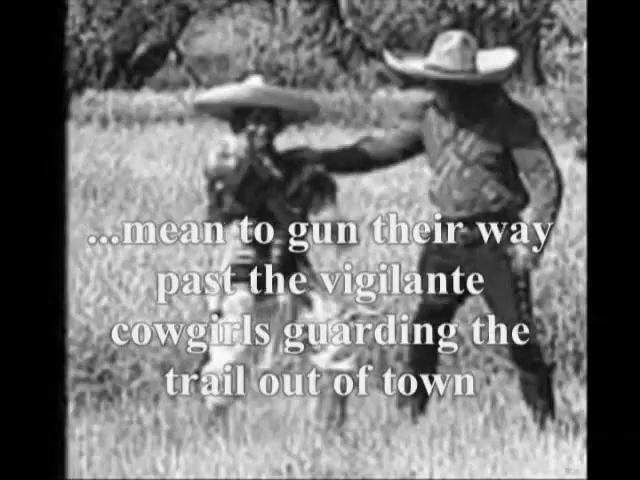 ...mean to gun their way
past the vigilante
cowgirls guarding the
trail out of town